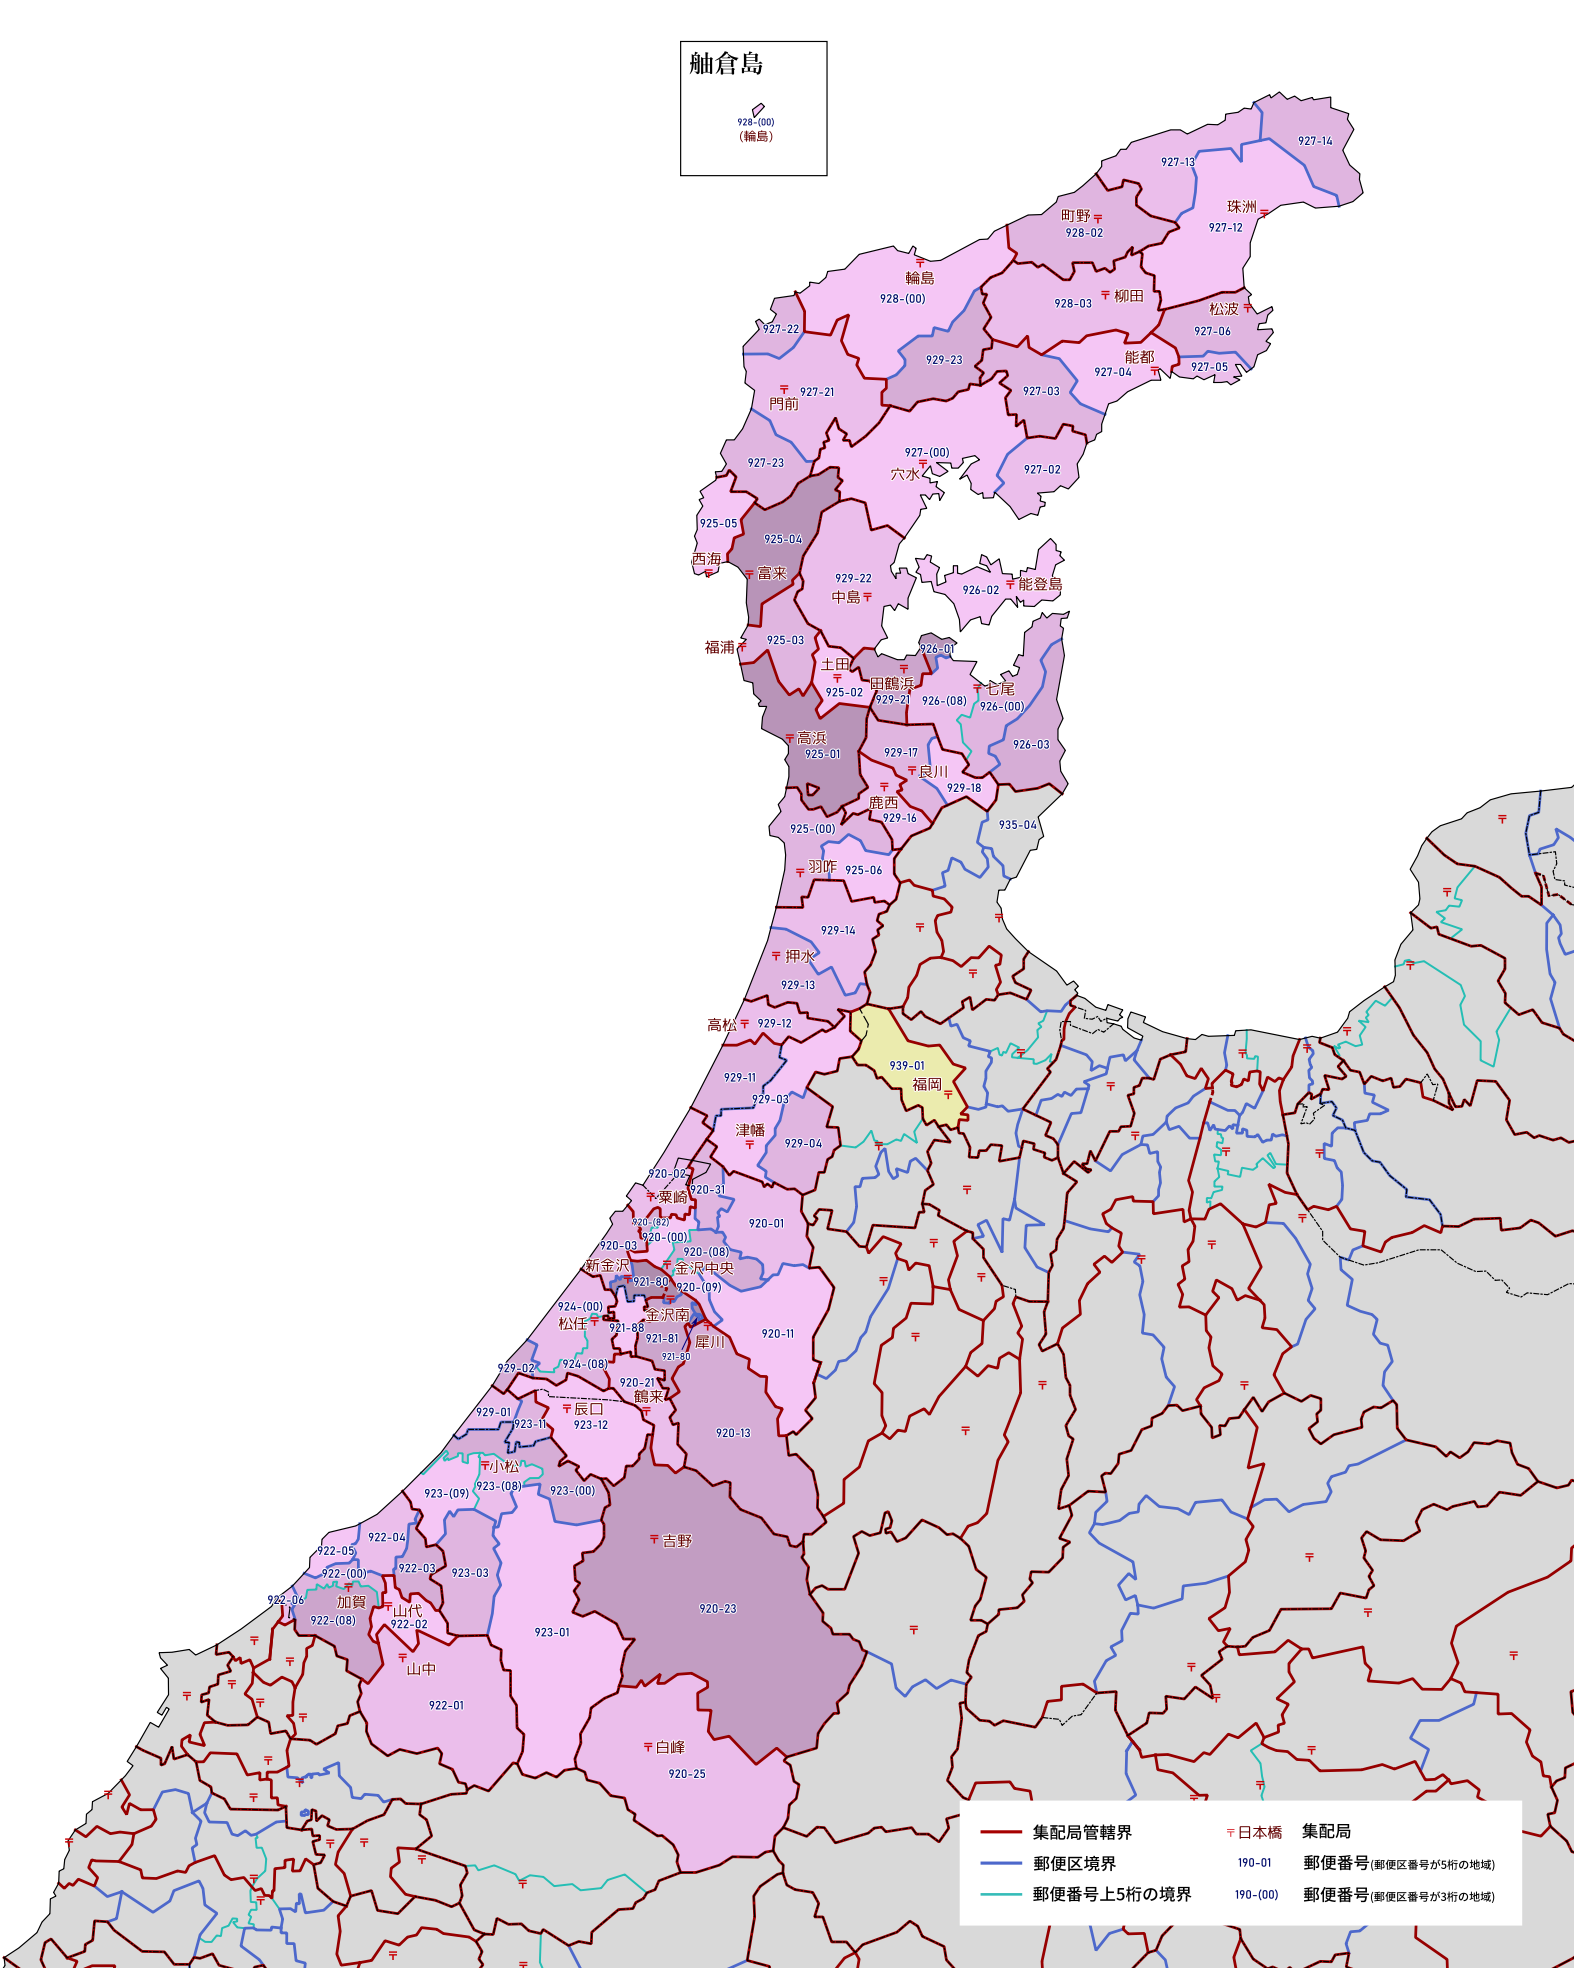 舳倉島
928-(00)
(輪島)
927-14
927-13
珠洲
927-12
町野
928-02
輪島
928-(00)
928-03
柳田
松波
927-06
927-22
929-23
能都
927-04
927-05
927-21
門前
927-03
927-(00)
穴水
927-23
927-02
925-05
925-04
西海
富来
929-22
中島
926-02
能登島
925-03
福浦
926-01
土田
925-02
田鶴浜
929-21
926-(08)
七尾
926-(00)
高浜
925-01
929-17
926-03
良川
929-18
鹿西
929-16
925-(00)
935-04
羽咋
925-06
929-14
押水
929-13
高松
929-12
929-11
939-01
福岡
929-03
津幡
929-04
920-02
粟崎
920-31
920-(82)
920-(00)
920-01
920-03
920-(08)
新金沢
金沢中央
921-80
920-(09)
924-(00)
金沢南
松任
921-88
921-81
犀川
920-11
921-80
929-02
924-(08)
920-21
鶴来
929-01
923-11
辰口
923-12
920-13
小松
923-(09)
923-(08)
923-(00)
922-04
吉野
922-05
922-(00)
922-03
923-03
922-06
加賀
922-(08)
山代
922-02
920-23
923-01
山中
922-01
白峰
920-25
集配局管轄界
日本橋
集配局
郵便区境界
190-01
郵便番号(郵便区番号が5桁の地域)
郵便番号上5桁の境界
190-(00)
郵便番号(郵便区番号が3桁の地域)